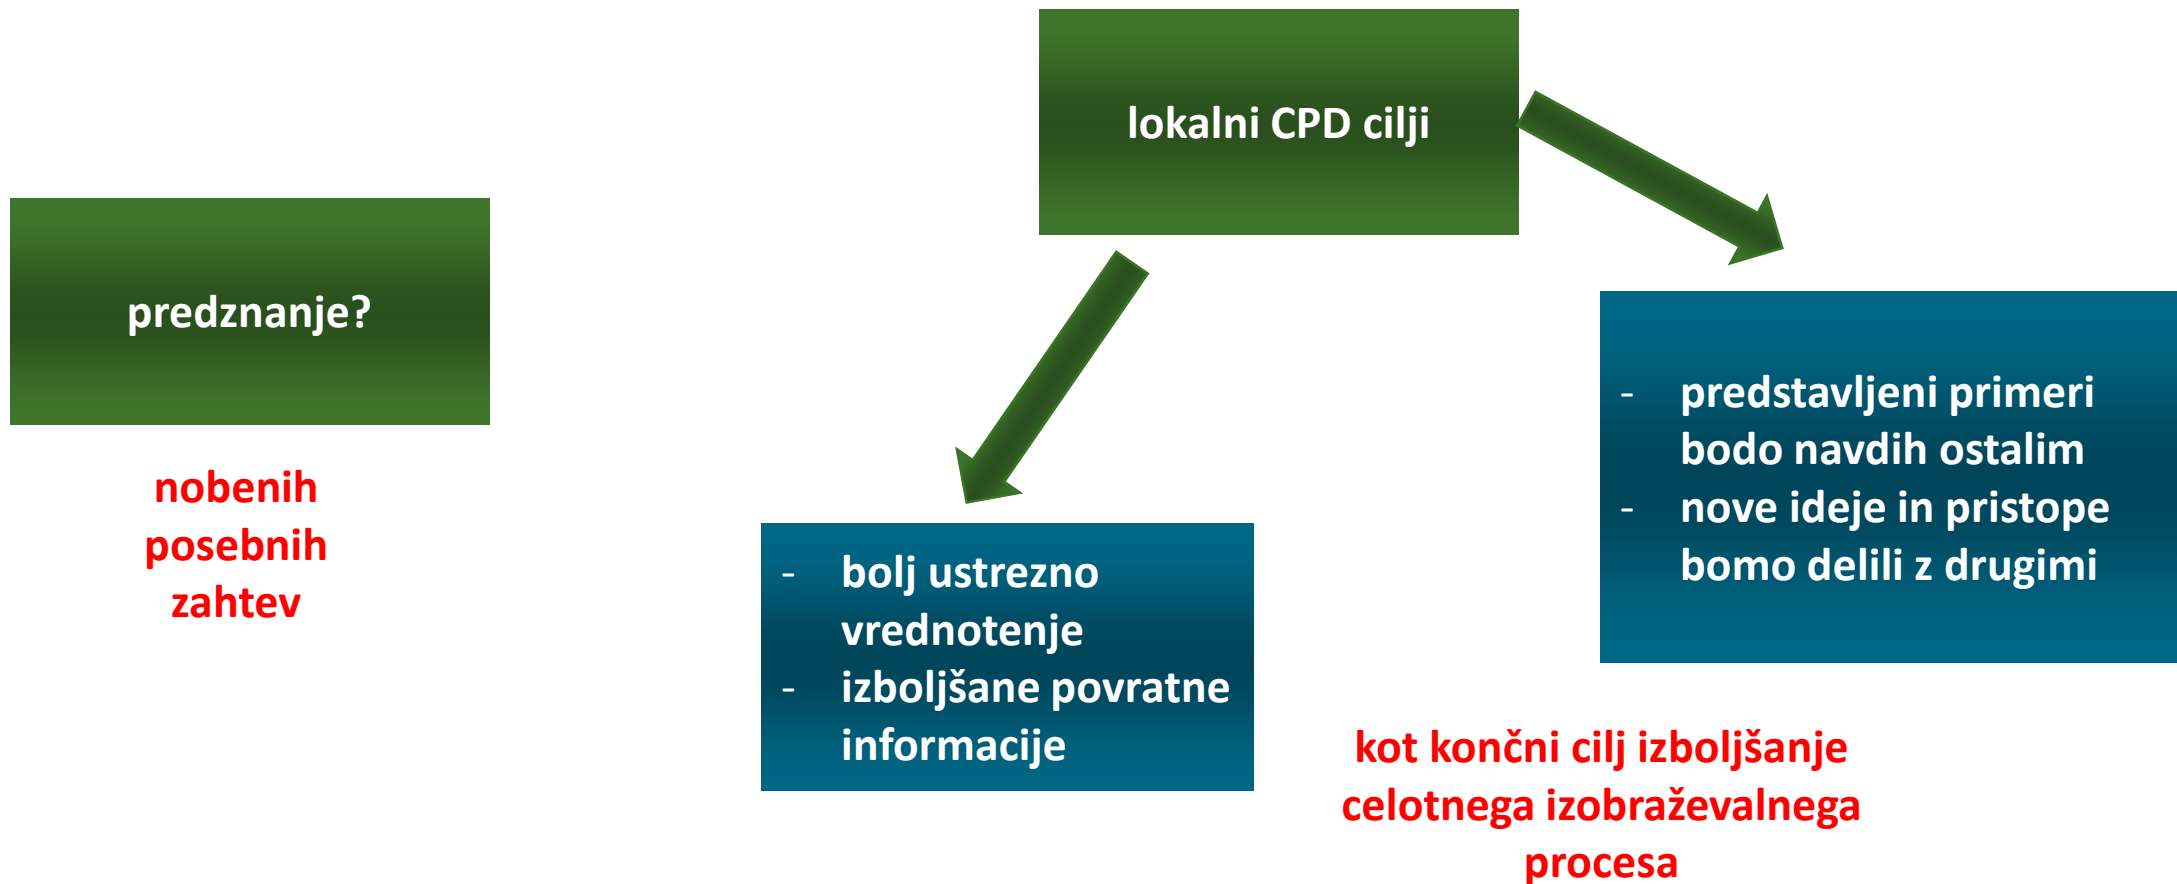 lokalni CPD cilji
predznanje?
nobenih
posebnih
zahtev
- predstavljeni primeri
bodo navdih ostalim
- nove ideje in pristope
bomo delili z drugimi
- bolj ustrezno
vrednotenje
- izboljšane povratne
informacije
kot končni cilj izboljšanje
celotnega izobraževalnega
procesa